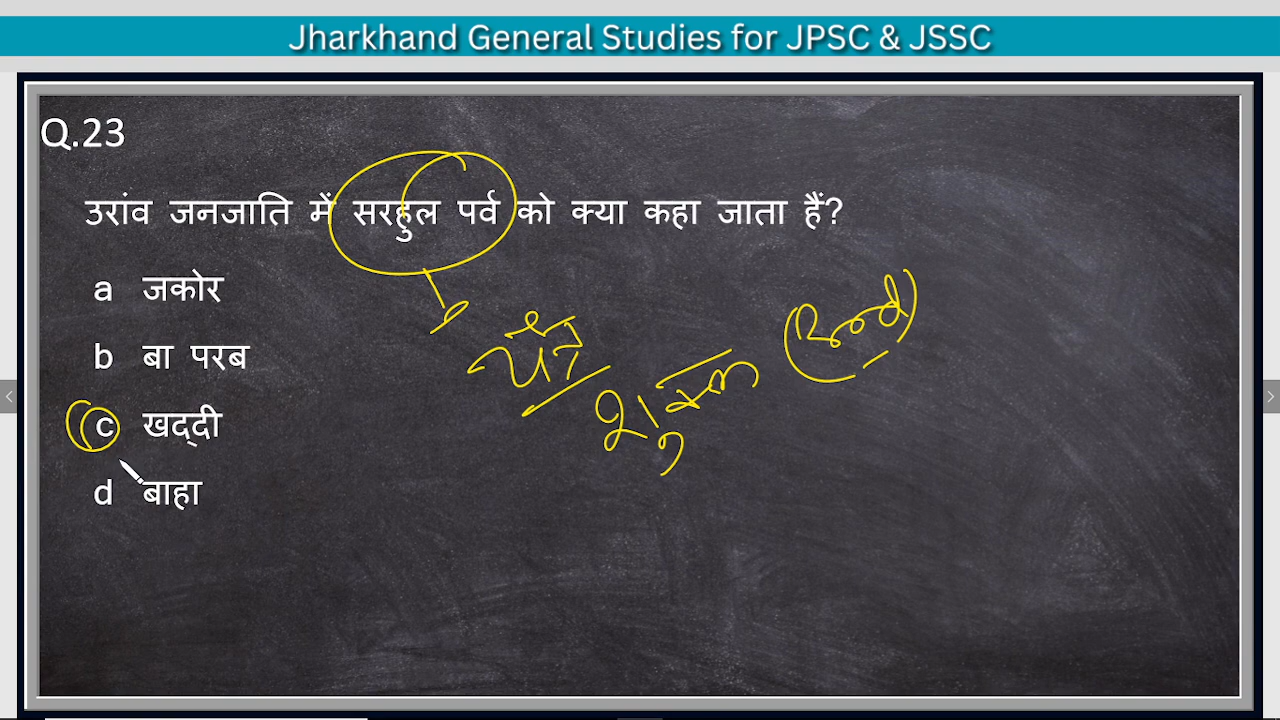 Jharkhand General Studies for JPSC & JSSC
Q.23
उरांव जनजाति में सरहुल पर्व को क्या कहा जाता हैं?
a जकोर
b बा परब
c खद्दी
d बाहा